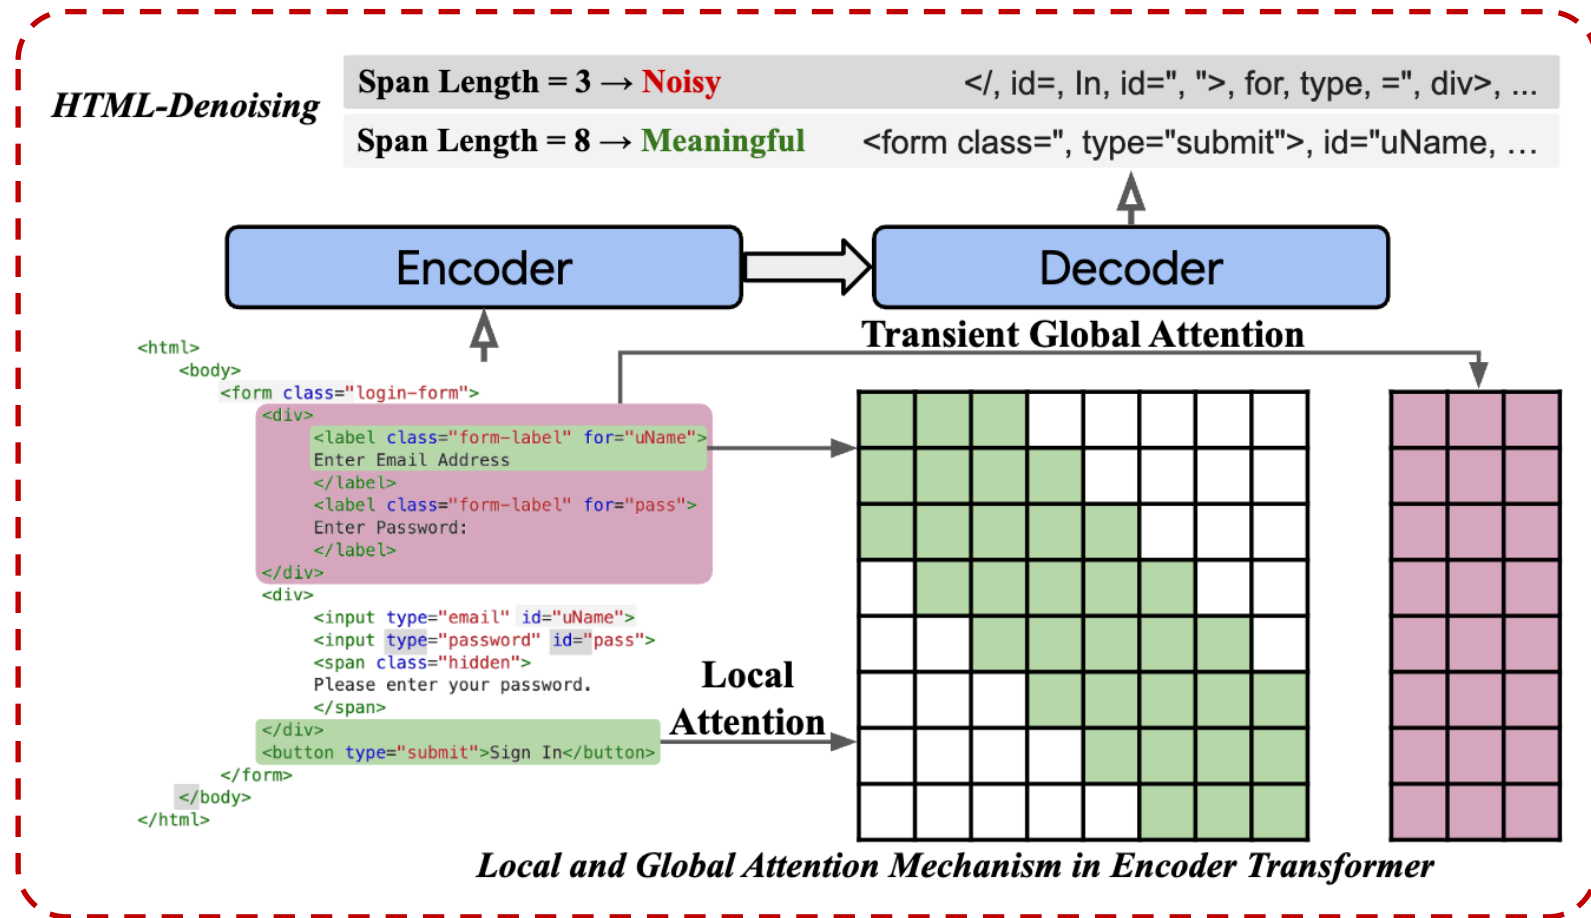 HTML-Denoising
Span Length = 3 → Noisy </, id=, In, id=", ">, for, type, =", div>, ...
Span Length = 8 → Meaningful <form class=", type="submit">, id="uName, ...
Encoder
Decoder
Transient Global Attention
<html>
<body>
<form class="login-form">
<div>
<label class="form-label" for="uName">
Enter Email Address
</label>
<label class="form-label" for="pass">
Enter Password:
</label>
</div>
<div>
<input type="email" id="uName">
<input type="password" id="pass">
<span class="hidden">
Please enter your password.
</span>
</div>
<button type="submit">Sign In</button>
</form>
</body>
</html>
Local
Attention
Local and Global Attention Mechanism in Encoder Transformer